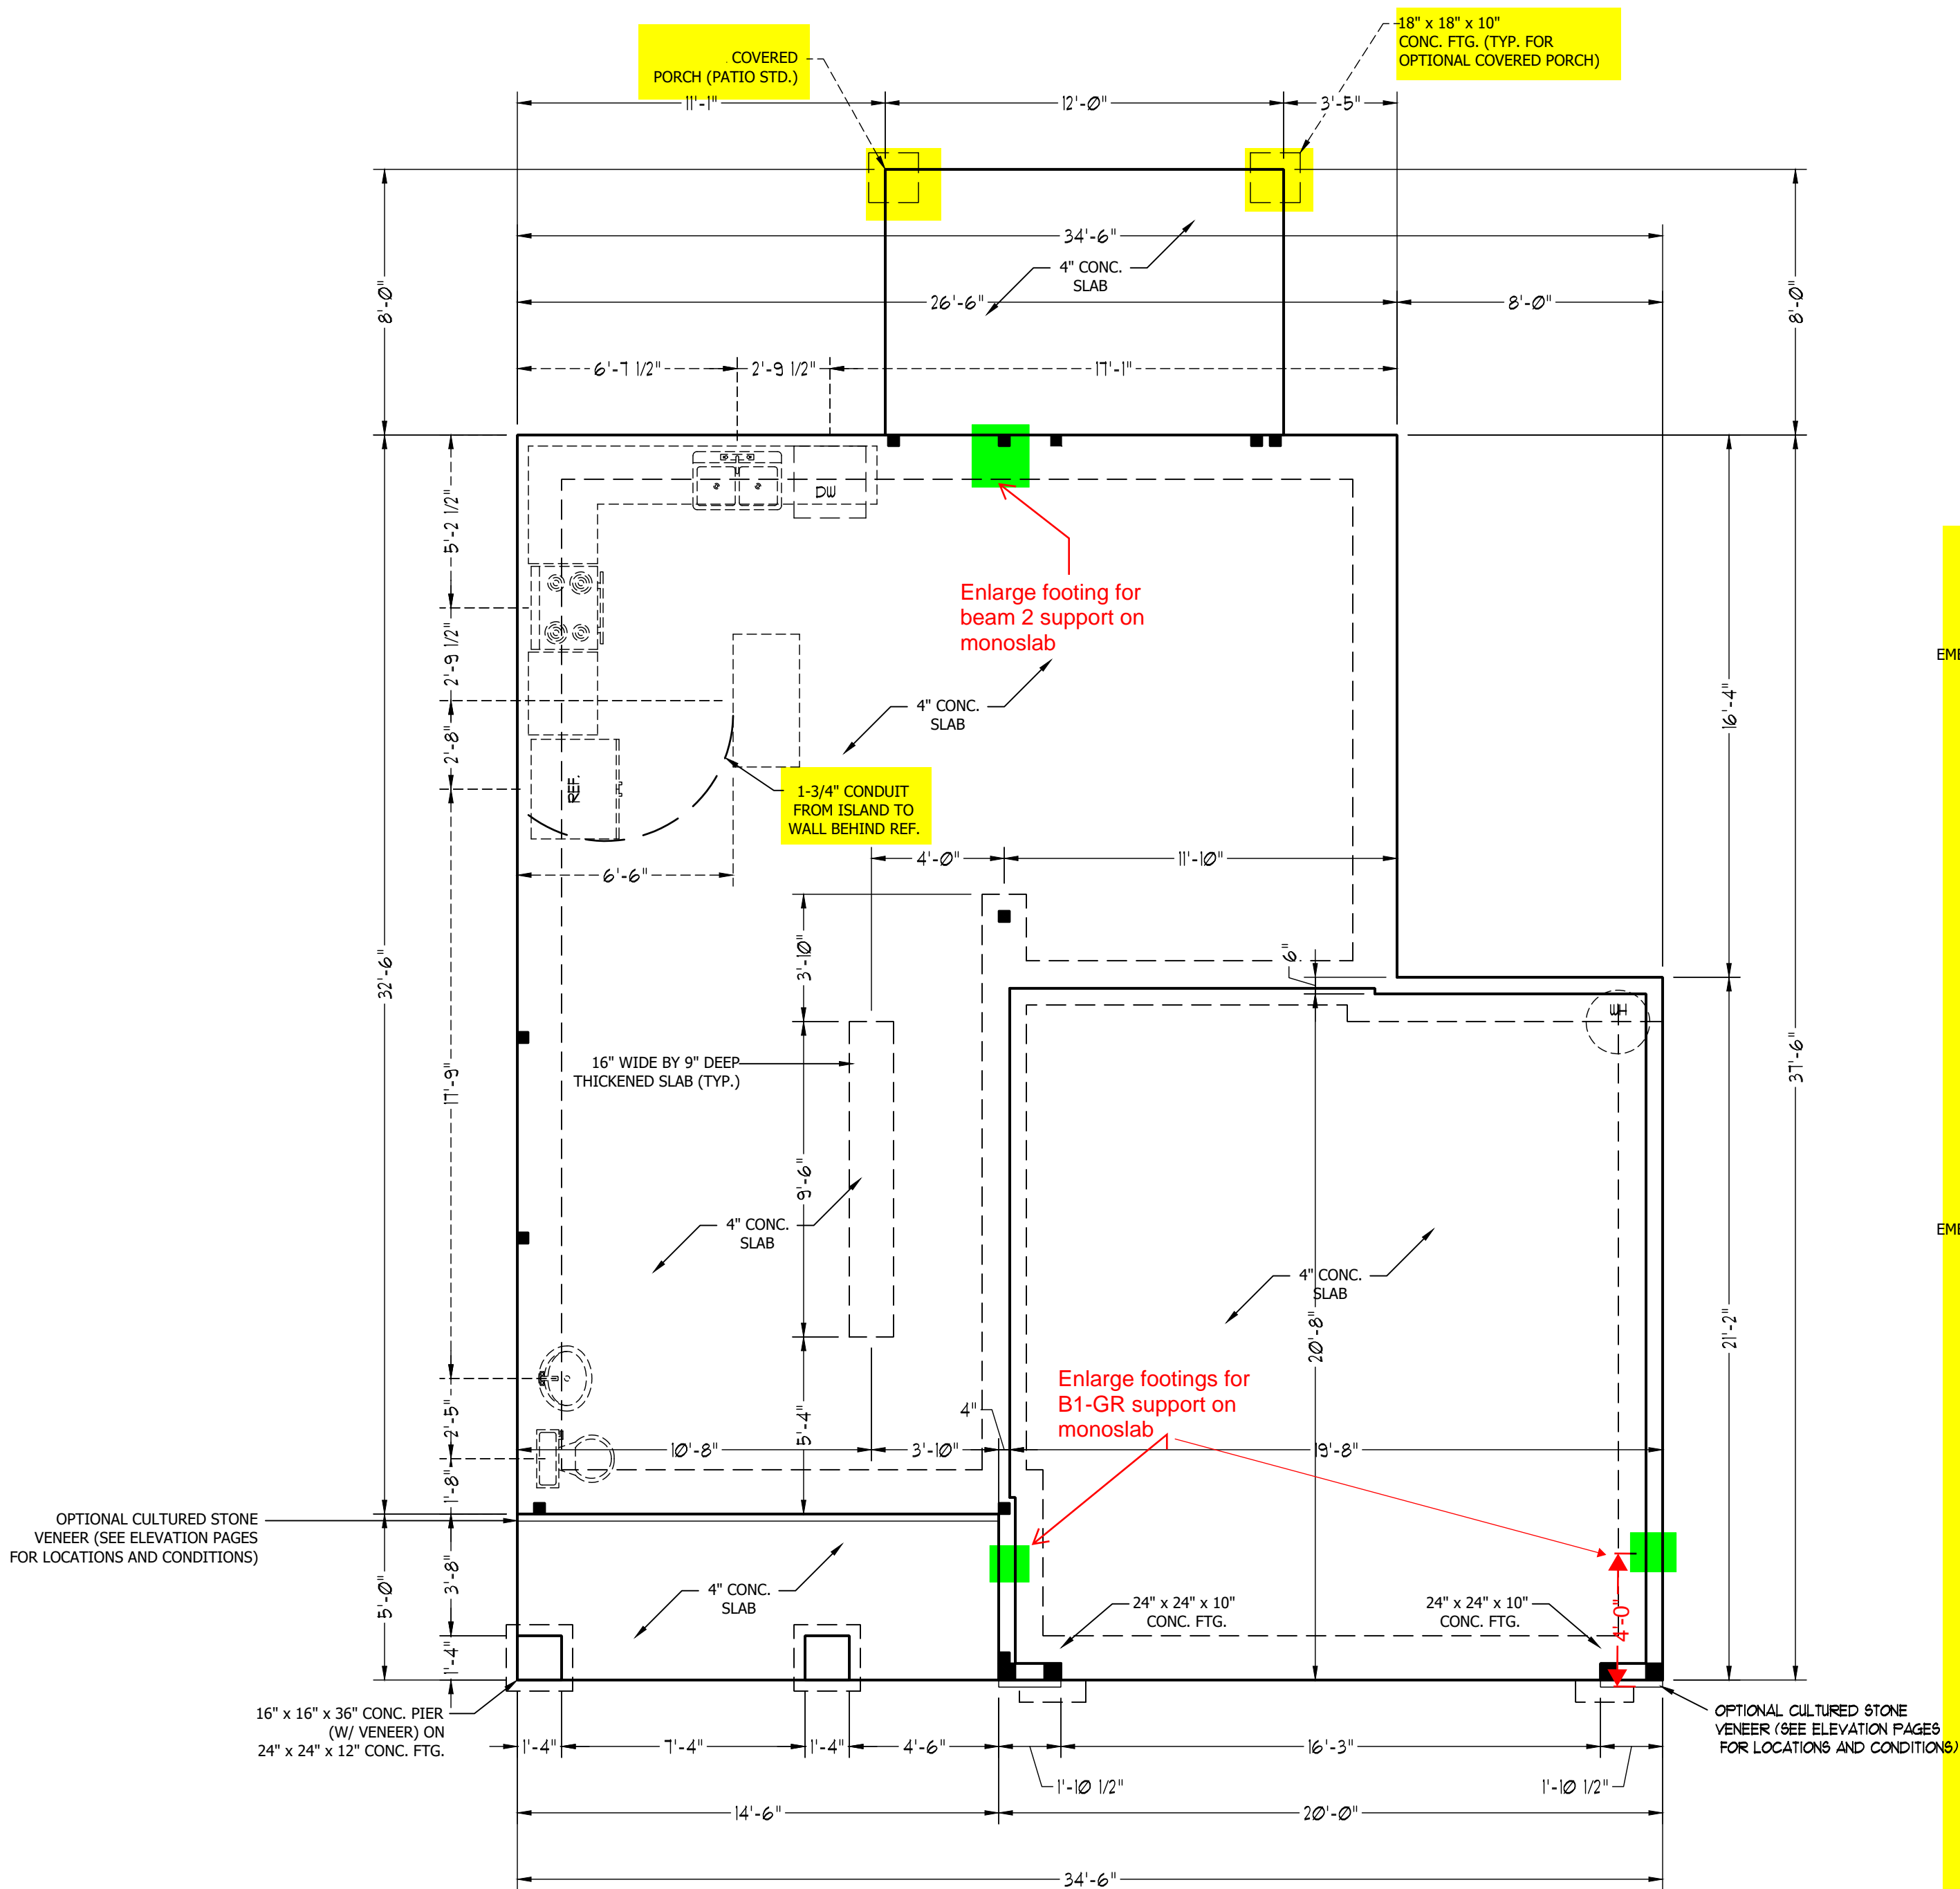 COVERED
PORCH (PATIO STD.)
18" x 18" x 10"
CONC. FTG. (TYP. FOR
OPTIONAL COVERED PORCH)
11'-1"
12'-0"
3'-5"
34'-6"
4" CONC.
SLAB
26'-6"
8'-0"
8'-0"
8'-0"
6'-7 1/2"
2'-9 1/2"
17'-1"
DW
5'-2 1/2"
Enlarge footing for
beam 2 support on
monoslab
2'-9 1/2"
4" CONC.
SLAB
16'-4"
2'-8"
REF.
1-3/4" CONDUIT
FROM ISLAND TO
WALL BEHIND REF.
4'-0"
11'-10"
6'-6"
3'-10"
6"
32'-6"
WH
37'-6"
17'-9"
16" WIDE BY 9" DEEP
THICKENED SLAB (TYP.)
9'-6"
4" CONC.
SLAB
4" CONC.
SLAB
20'-8"
21'-2"
Enlarge footings for
B1-GR support on
monoslab
4"
5'-4"
2'-5"
10'-8"
3'-10"
19'-8"
1'-8"
OPTIONAL CULTURED STONE
VENEER (SEE ELEVATION PAGES
FOR LOCATIONS AND CONDITIONS)
5'-0"
3'-8"
4" CONC.
SLAB
24" x 24" x 10"
CONC. FTG.
24" x 24" x 10"
CONC. FTG.
4'-0"
1'-4"
16" x 16" x 36" CONC. PIER
(W/ VENEER) ON
24" x 24" x 12" CONC. FTG.
OPTIONAL CULTURED STONE
VENEER (SEE ELEVATION PAGES
FOR LOCATIONS AND CONDITIONS)
1'-4"
7'-4"
1'-4"
4'-6"
16'-3"
1'-10 1/2"
1'-10 1/2"
14'-6"
20'-0"
34'-6"